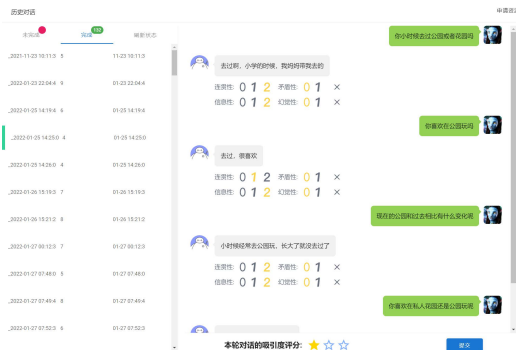 历史对话
未完成
完成
刷新状态
_2021-11-23 10:11:3 5 11-23 10:11:3
_2022-01-23 22:04:4 9 01-23 22:04:4
_2022-01-25 14:19:4 6 01-25 14:19:4
_2022-01-25 14:25:0 4 01-25 14:25:0
_2022-01-25 14:26:0 4 01-25 14:26:0
_2022-01-26 15:19:3 7 01-26 15:19:3
_2022-01-26 15:21:2 8 01-26 15:21:2
_2022-01-27 00:12:3 7 01-27 00:12:3
_2022-01-27 07:48:0 5 01-27 07:48:0
_2022-01-27 07:49:4 8 01-27 07:49:4
_2022-01-27 07:52:3 6 01-27 07:52:3
你小时候去过公园或者花园吗
去过啊，小学的时候，我妈妈带我去的
连贯性: 0 1 2 矛盾性: 0 1 ×
信息性: 0 1 2 幻觉性: 0 1 ×
你喜欢在公园玩吗
去过，很喜欢
连贯性: 0 1 2 矛盾性: 0 1 ×
信息性: 0 1 2 幻觉性: 0 1 ×
现在的公园和过去相比有什么变化呢
小时候经常去公园玩，长大了就没去过了
连贯性: 0 1 2 矛盾性: 0 1 ×
信息性: 0 1 2 幻觉性: 0 1 ×
你喜欢在私人花园还是公园玩呢
本轮对话的吸引度评分:
提交